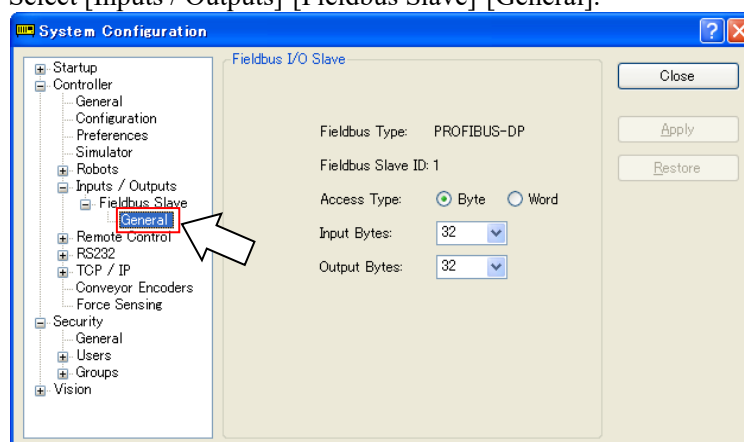 Select [Inputs / Outputs]-[Fieldbus Slave]-[General].
System Configuration
Startup
Controller
General
Configuration
Preferences
Simulator
Robots
Inputs / Outputs
Fieldbus Slave
General
Remote Control
RS232
TCP / IP
Conveyor Encoders
Force Sensing
Security
General
Users
Groups
Vision
Fieldbus I/O Slave
Fieldbus Type: PROFIBUS-DP
Fieldbus Slave ID: 1
Access Type: Byte Word
Input Bytes: 32
Output Bytes: 32
Close
Apply
Restore